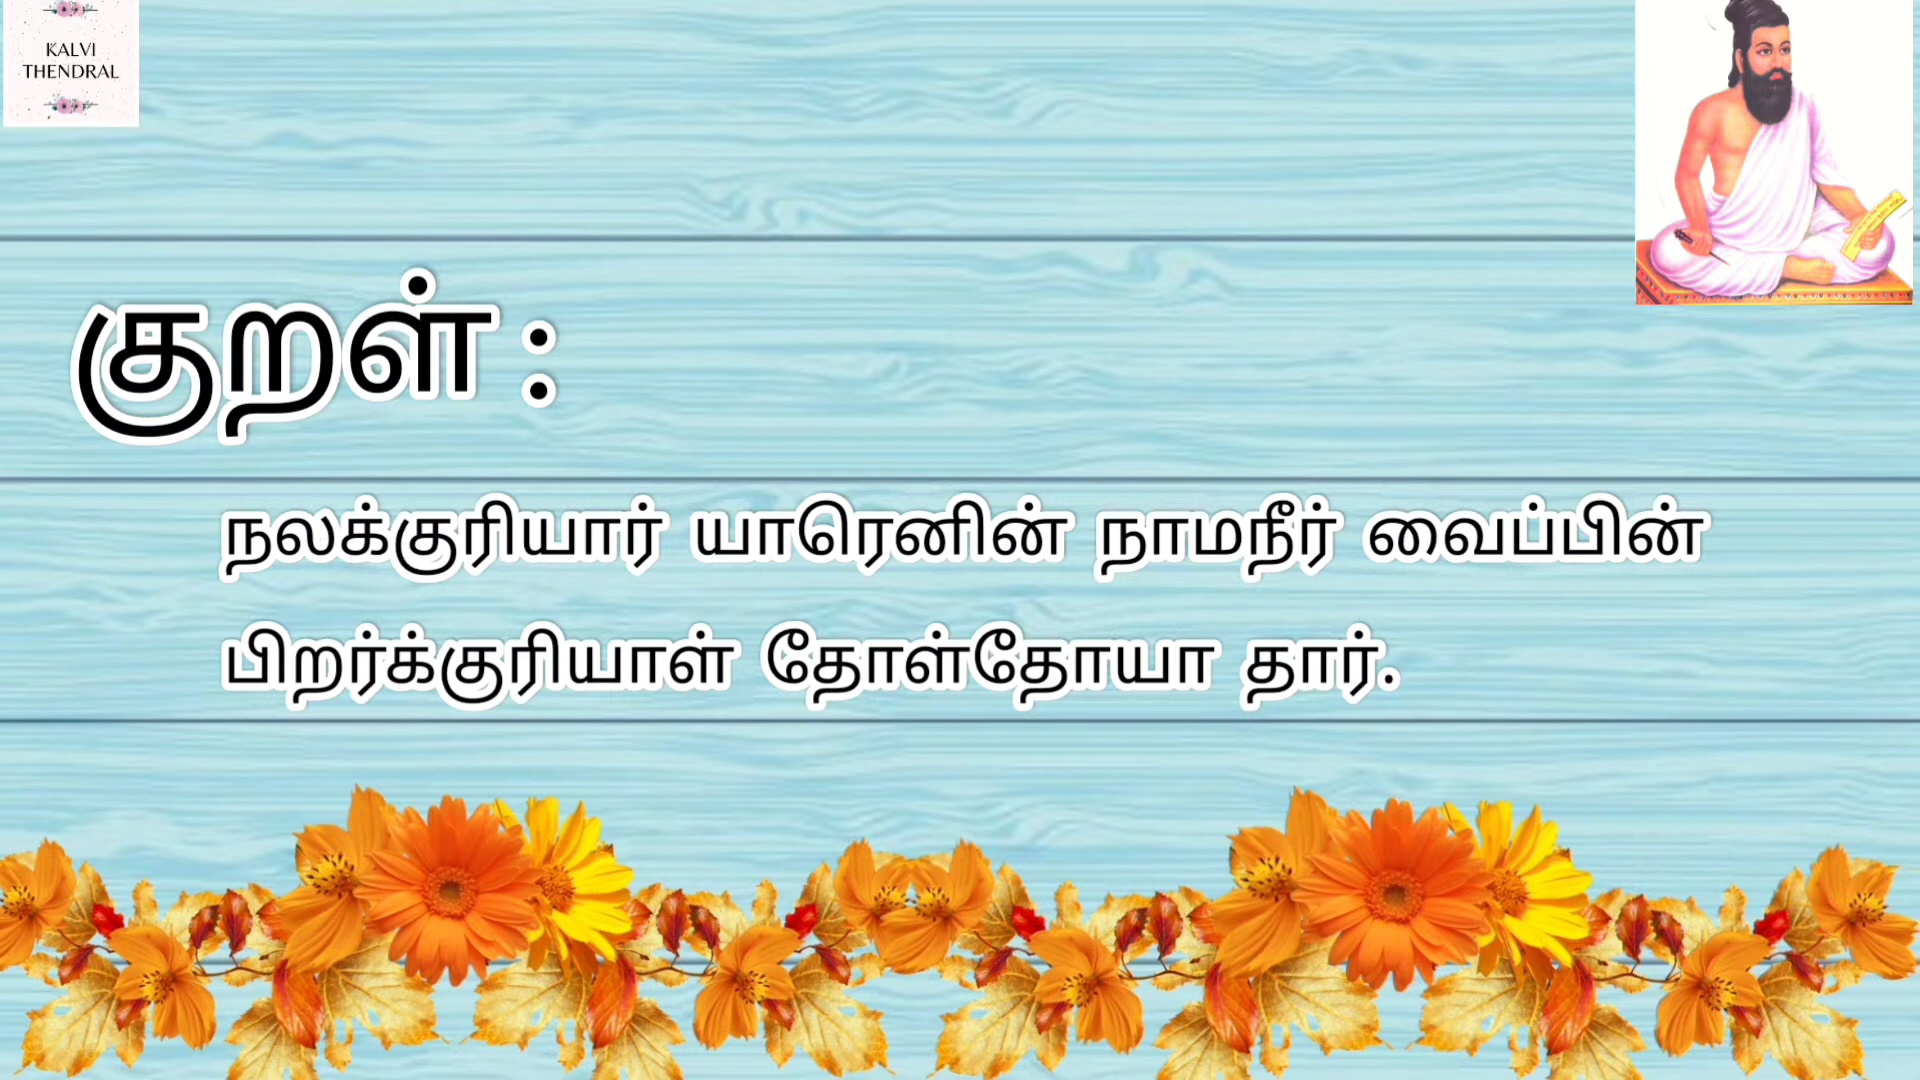 KALVI
THENDRAL
குறள் :
நலக்குரியார் யாரெனின் நாமநீர் வைப்பின்
பிறர்க்குரியாள் தோள்தோயா தார்.